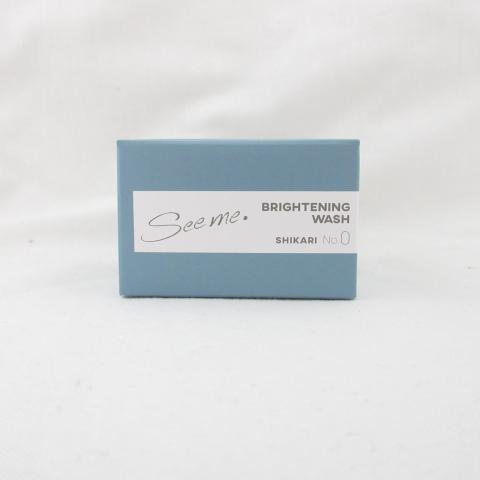 See me.
BRIGHTENING
WASH
SHIKARI No.0